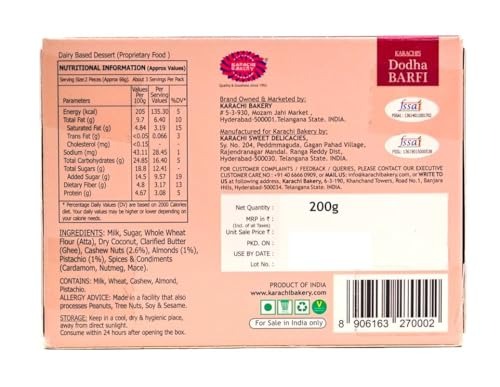 Dairy Based Dessert (Proprietary Food )
NUTRITIONAL INFORMATION (Approx Values)
Serving Size:2 Pieces (Approx 66g). About 3 Servings Per Pack
Parameters Values Per 100g Per Serving Values %DV*
Energy (kcal) 205 135.30 5
Total Fat (g) 9.7 6.40 10
Saturated Fat (g) 4.84 3.19 15
Trans Fat (g) <0.05 0.066 3
Cholesterol (mg) <0.15 - -
Sodium (mg) 43.11 28.45 1
Total Carbohydrates (g) 24.85 16.40 5
Total Sugars (g) 18.8 12.41 -
Added Sugar (g) 14.5 9.57 19
Dietary Fiber (g) 4.8 3.17 13
Protein (g) 4.67 3.08 5
* Percentage Daily Values (DV) are based on 2000 Calories
diet. Your daily values may be higher or lower depending on
your calorie needs.
INGREDIENTS: Milk, Sugar, Whole Wheat
Flour (Atta), Dry Coconut, Clarified Butter
(Ghee), Cashew Nuts (2.6%), Almonds (1%),
Pistachio (1%), Spices & Condiments
(Cardamom, Nutmeg, Mace).
CONTAINS: Milk, Wheat, Cashew, Almond,
Pistachio.
ALLERGY ADVICE: Made in a facility that also
processes Peanuts, Tree Nuts, Soy & Sesame.
STORAGE: Keep in a cool, dry & hygienic place,
away from direct sunlight.
Consume within 24 hours after opening the box.
KARACHI
BAKERY
Quality & Goodness since 1953
KARACHI'S
Dodha
BARFI
Brand Owned & Marketed by:
KARACHI BAKERY
# 5-3-930, Mozam Jahi Market,
Hyderabad-500001.Telangana State. INDIA.
fssai
Manufactured for Karachi Bakery by:
KARACHI SWEET DELICACIES,
Sy. No. 204, Peddmmaguda, Gagan Pahad Village,
Rajendranagar Mandal. Ranga Reddy Dist,
Hyderabad-500030. Telangana State. INDIA.
fssai
FOR CUSTOMER COMPLAINTS / FEEDBACK / QUERIES, PLEASE CONTACT OUR EXECUTIVE
CUSTOMER CARE NO: +91 40 6666 0909, or MAIL US at info@karachibakery.com, or WRITE TO
US at following address: Karachi Bakery, 8-1-190, Khanchand Towers, Road No.1, Banjara
Hills, Hyderabad-500034. Telangana State. INDIA.
Net Quantity : 200g
MRP in ₹ :
(Incl. of all Taxes)
Unit Sale Price ₹ :
PKD. ON :
USE BY DATE :
Lot No. :
PRODUCT OF INDIA
www.karachibakery.com
For Sale in India only
8 906163 270002